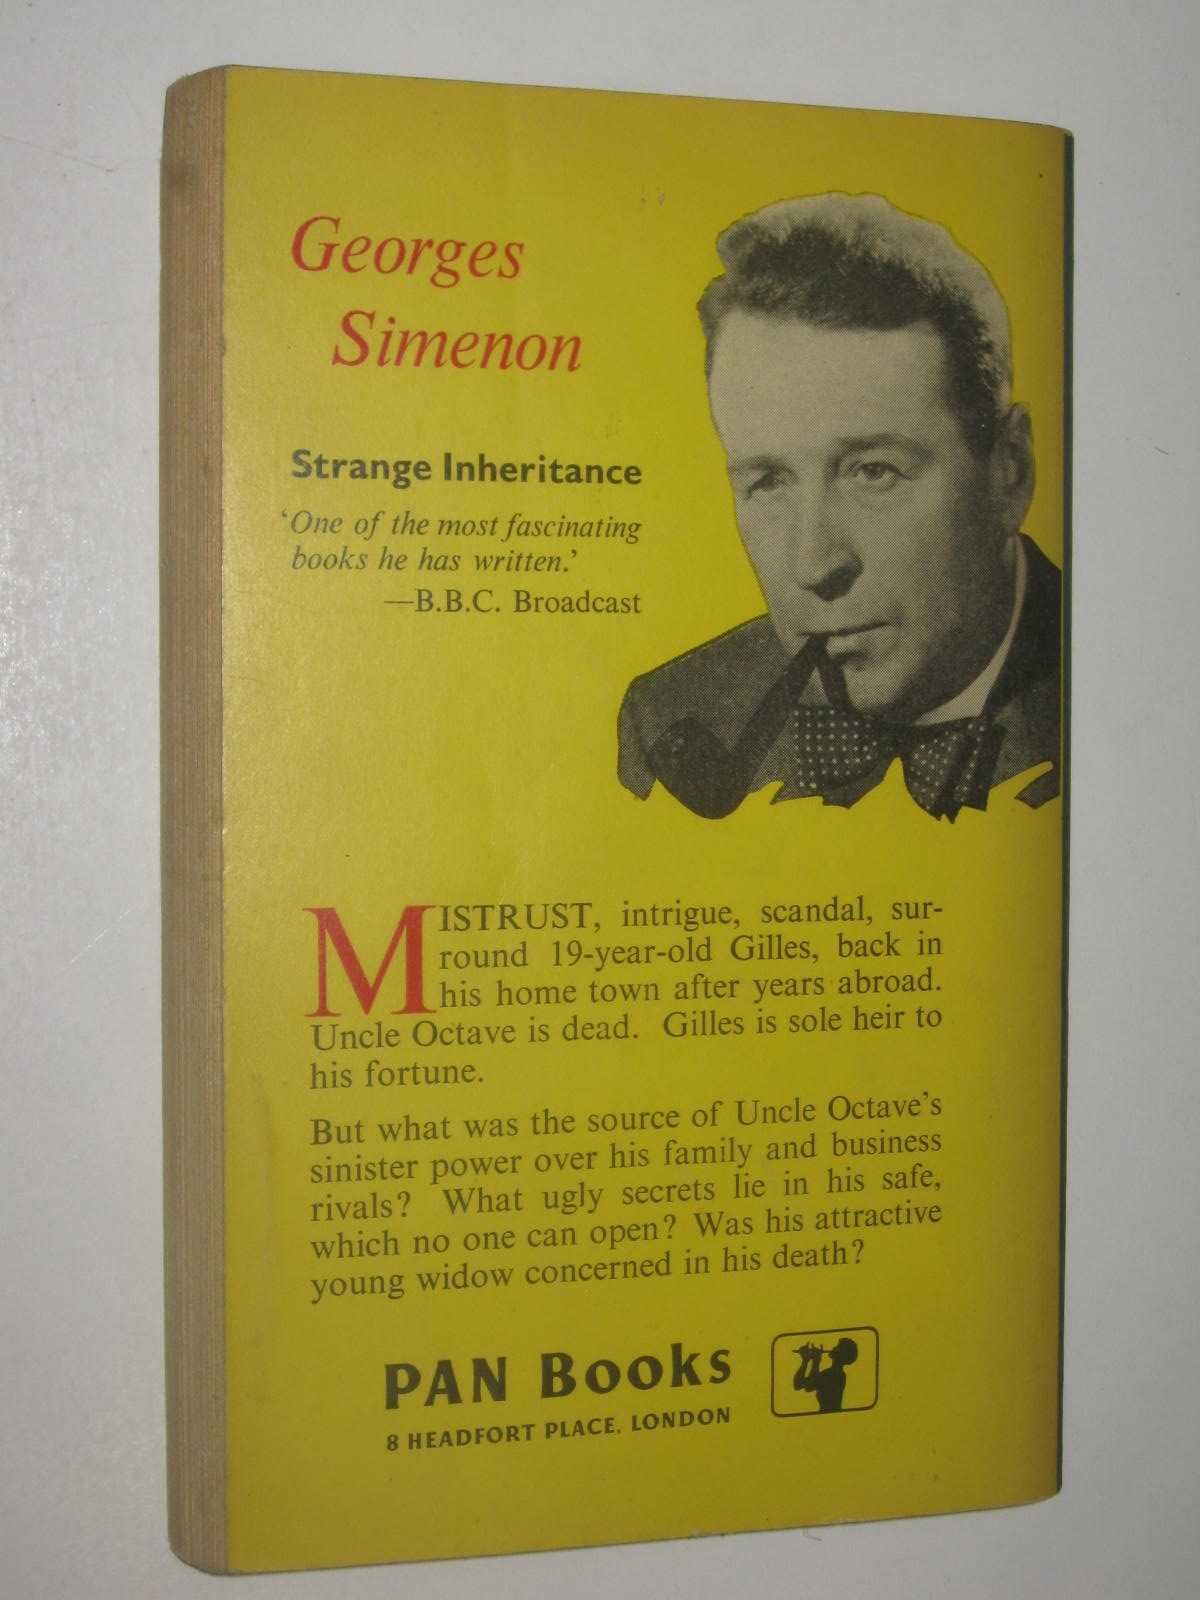 Georges
Simenon
Strange Inheritance
‘One of the most fascinating
books he has written.’
—B.B.C. Broadcast
MISTRUST, intrigue, scandal, sur-
round 19-year-old Gilles, back in
his home town after years abroad.
Uncle Octave is dead. Gilles is sole heir to
his fortune.
But what was the source of Uncle Octave’s
sinister power over his family and business
rivals? What ugly secrets lie in his safe,
which no one can open? Was his attractive
young widow concerned in his death?
PAN Books
8 HEADFORT PLACE, LONDON